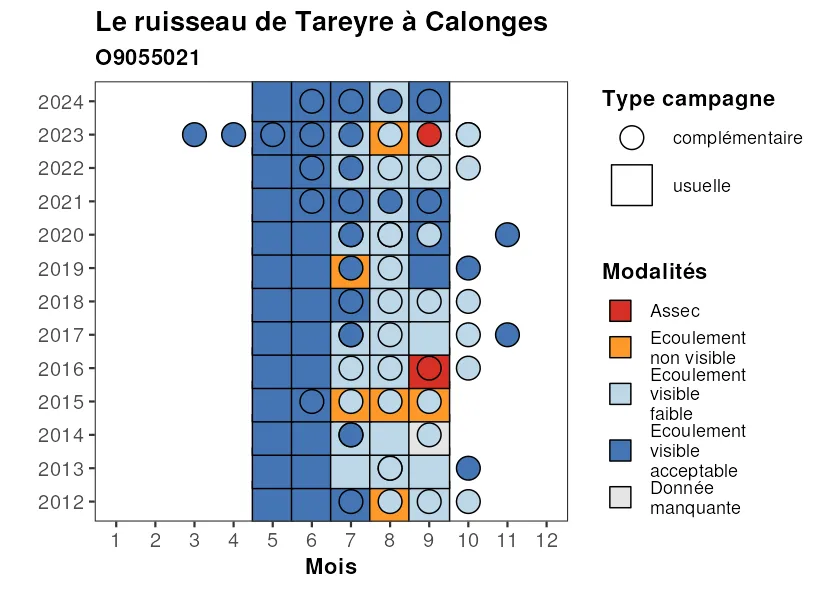 Le ruisseau de Tareyre à Calonges
O9055021
2024
2023
2022
2021
2020
2019
2018
2017
2016
2015
2014
2013
2012
1 2 3 4 5 6 7 8 9 10 11 12
Mois
Type campagne
complémentaire
usuelle
Modalités
Assec
Ecoulement
non visible
Ecoulement
visible
faible
Ecoulement
visible
acceptable
Donnée
manquante